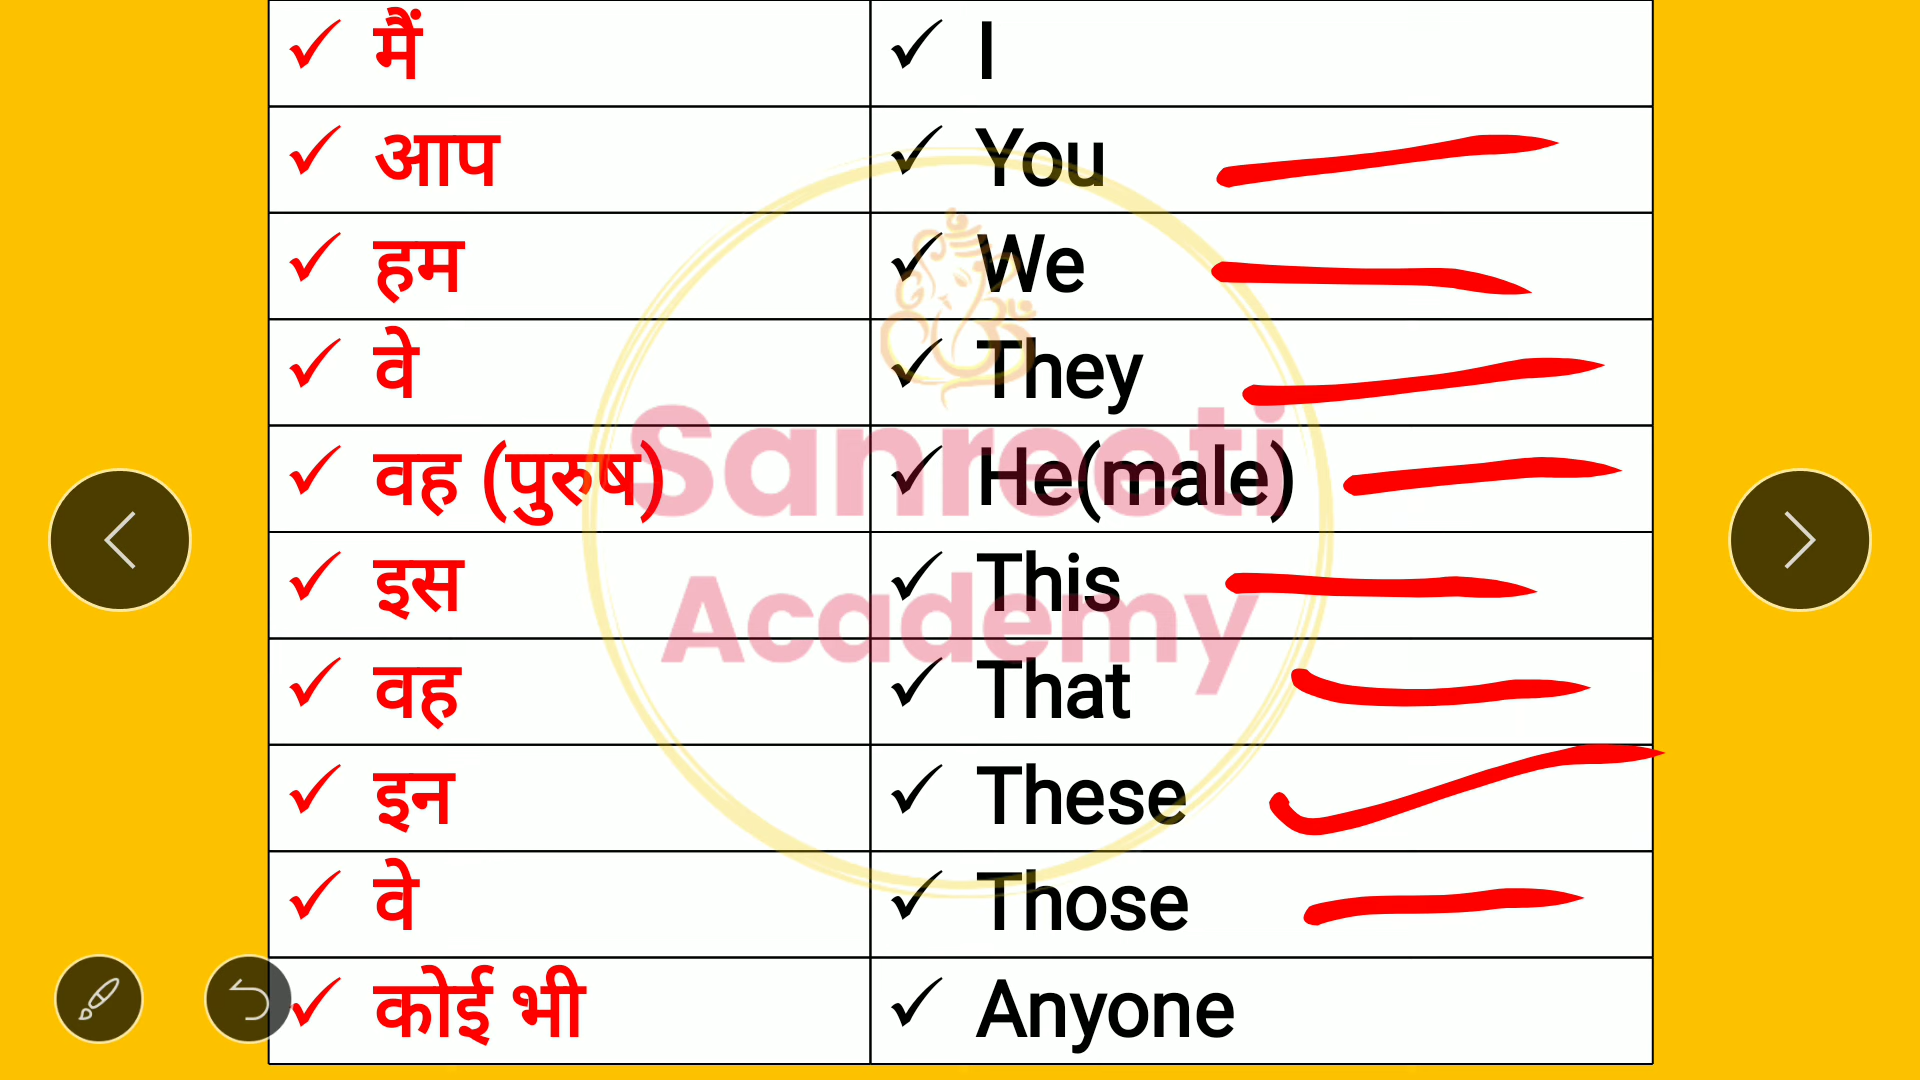 ✓ मैं ✓ I
✓ आप ✓ You
✓ हम ✓ We
✓ वे ✓ They
✓ वह (पुरुष) ✓ He(male)
✓ इस ✓ This
✓ वह ✓ That
✓ इन ✓ These
✓ वे ✓ Those
✓ कोई भी ✓ Anyone
Sanreeti
Academy